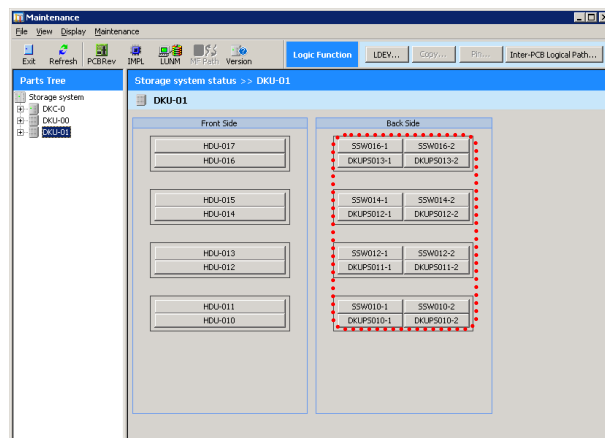 Maintenance
File View Display Maintenance
Exit Refresh PCBRev IMPL LUNM MF Path Version Logic Function LDEV... Copy... Pin... Inter-PCB Logical Path...
Parts Tree Storage system status >> DKU-01
Storage system DKU-01
DKC-0
DKU-00
DKU-01
Front Side Back Side
HDU-017 SSW016-1 SSW016-2
HDU-016 DKUPS013-1 DKUPS013-2
HDU-015 SSW014-1 SSW014-2
HDU-014 DKUPS012-1 DKUPS012-2
HDU-013 SSW012-1 SSW012-2
HDU-012 DKUPS011-1 DKUPS011-2
HDU-011 SSW010-1 SSW010-2
HDU-010 DKUPS010-1 DKUPS010-2